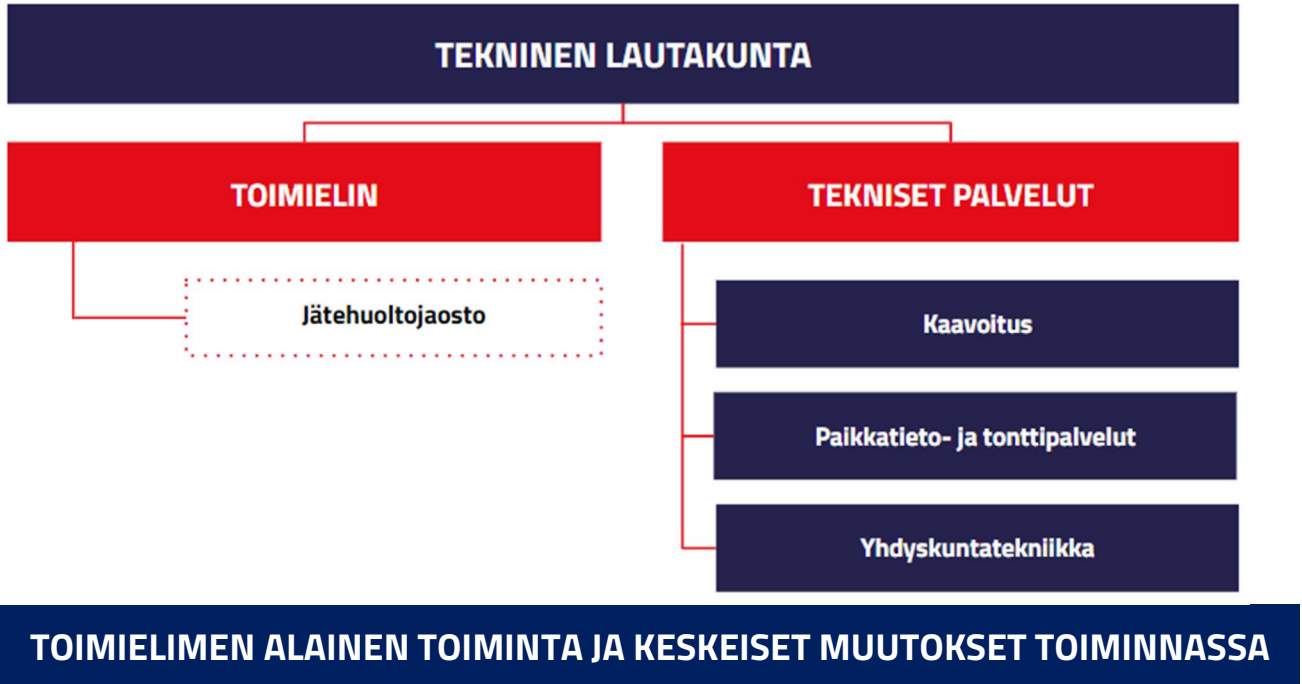 TEKNINEN LAUTAKUNTA
TOIMIELIN
Jätehuoltojaosto
TEKNISET PALVELUT
Kaavoitus
Paikkatieto- ja tonttipalvelut
Yhdyskuntatekniikka
TOIMIELIMEN ALAINEN TOIMINTA JA KESKEISET MUUTOKSET TOIMINNASSA